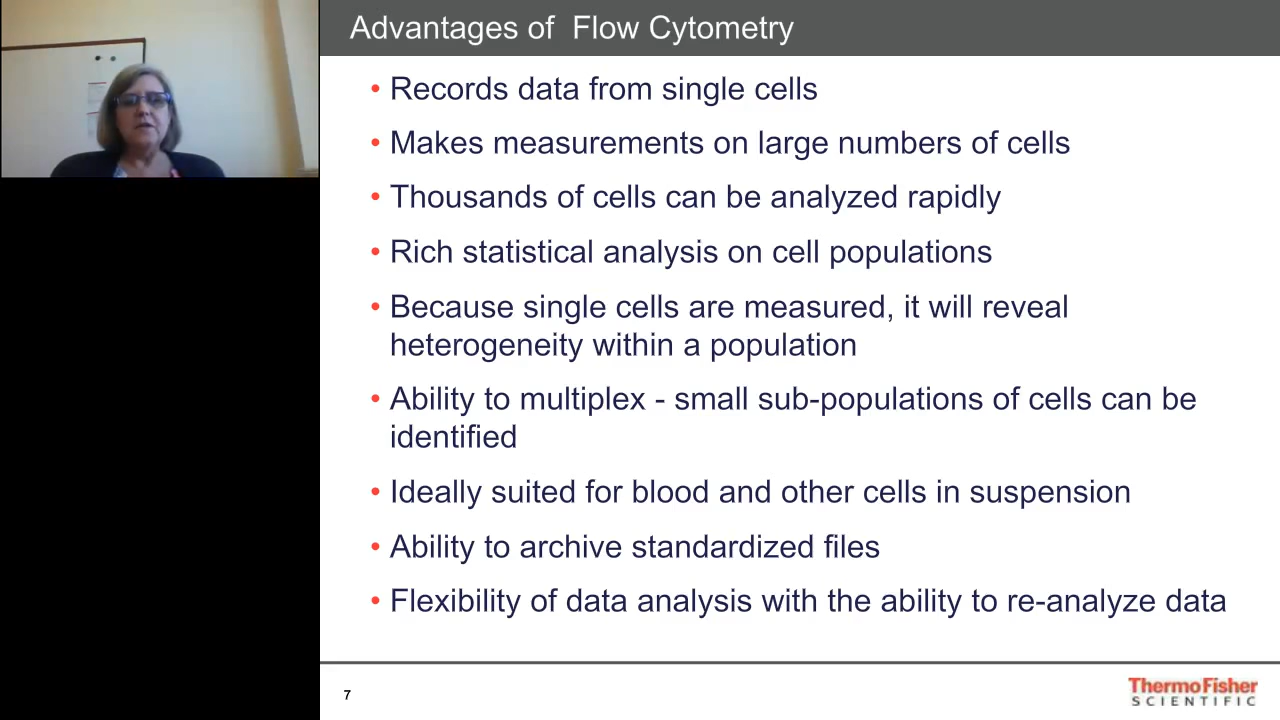 Advantages of  Flow Cytometry
• Records data from single cells
• Makes measurements on large numbers of cells
• Thousands of cells can be analyzed rapidly
• Rich statistical analysis on cell populations
• Because single cells are measured, it will reveal
heterogeneity within a population
• Ability to multiplex - small sub-populations of cells can be
identified
• Ideally suited for blood and other cells in suspension
• Ability to archive standardized files
• Flexibility of data analysis with the ability to re-analyze data
7
ThermoFisher
SCIENTIFIC